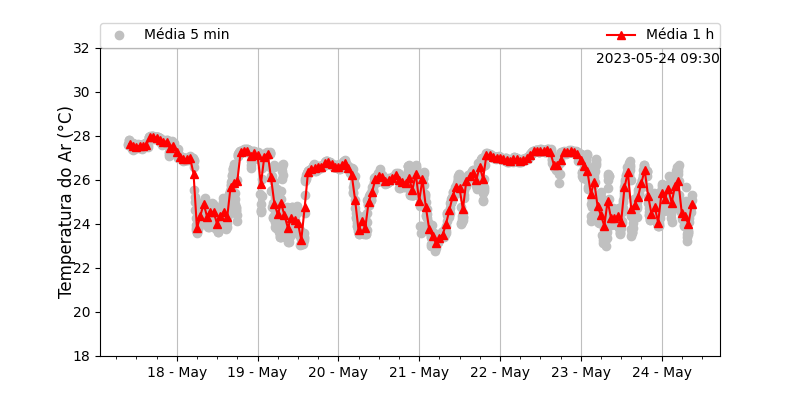 Média 5 min
Média 1 h
2023-05-24 09:30
Temperatura do Ar (°C)
32
30
28
26
24
22
20
18
18 - May
19 - May
20 - May
21 - May
22 - May
23 - May
24 - May